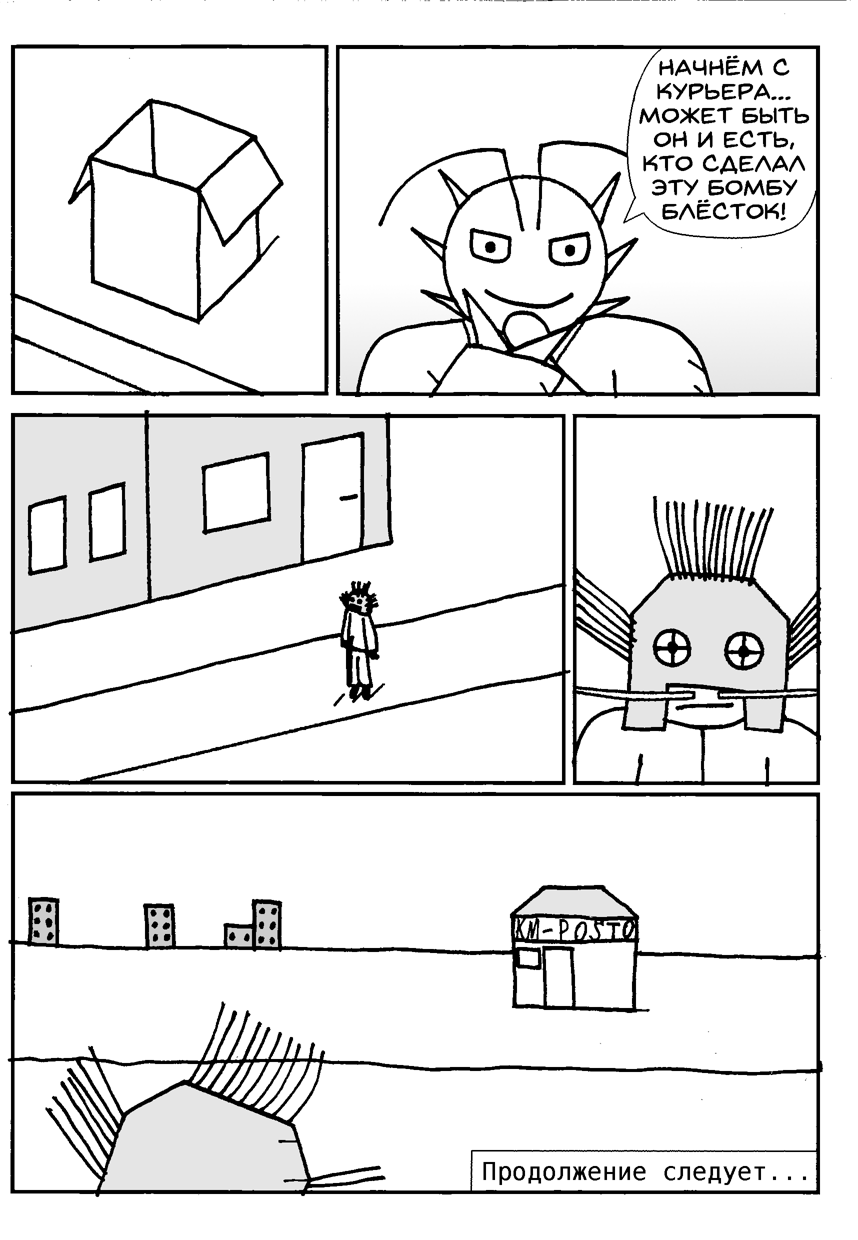 НАЧНЁМ С
КУРЬЕРА...
МОЖЕТ БЫТЬ
ОН И ЕСТЬ,
КТО СДЕЛАЛ
ЭТУ БОМБУ
БЛЁСТОК!
KM-POSTO
Продолжение следует...